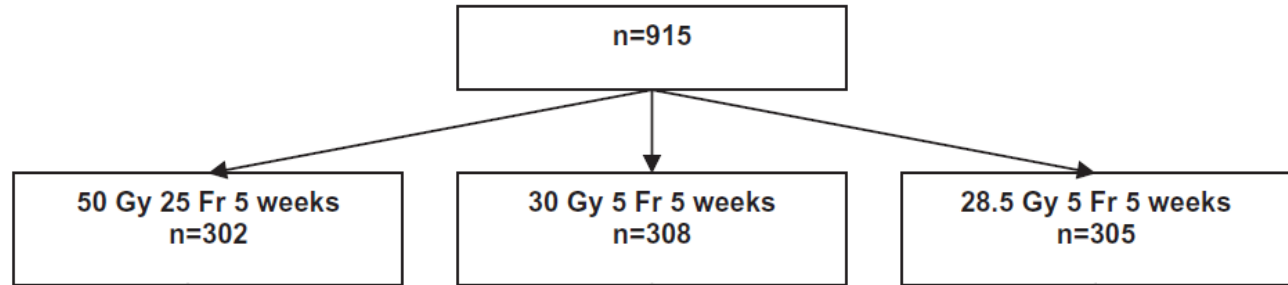 n=915
50 Gy 25 Fr 5 weeks
n=302
30 Gy 5 Fr 5 weeks
n=308
28.5 Gy 5 Fr 5 weeks
n=305